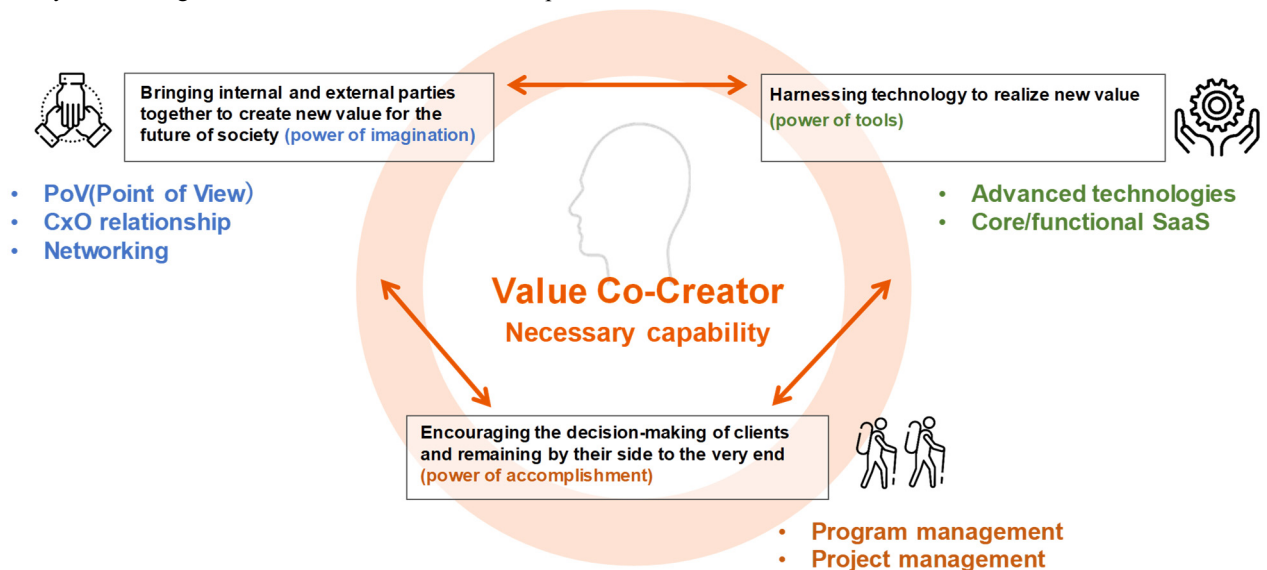 Bringing internal and external parties
together to create new value for the
future of society (power of imagination)
Harnessing technology to realize new value
(power of tools)
• PoV(Point of View）
• CxO relationship
• Networking
• Advanced technologies
• Core/functional SaaS
Value Co-Creator
Necessary capability
Encouraging the decision-making of clients
and remaining by their side to the very end
(power of accomplishment)
• Program management
• Project management